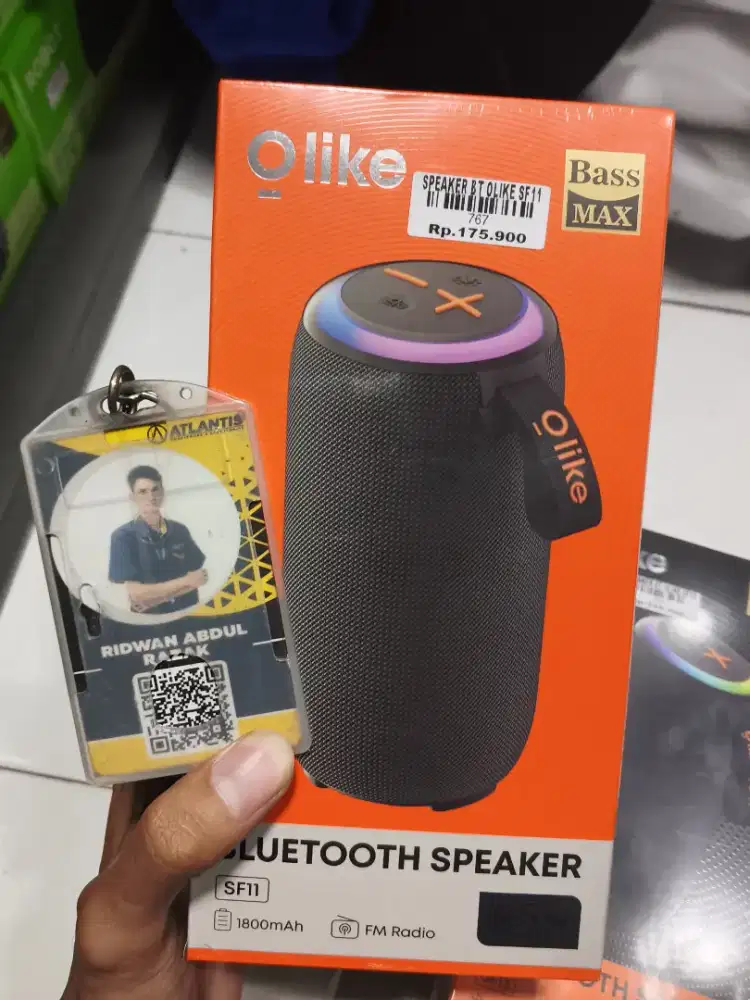 Olike
SPEAKER BT OLIKE SF11
767
Rp.175.900
Bass
MAX
Olike
ATLANTIS
RIDWAN ABDUL
RAZAK
BLUETOOTH SPEAKER
SF11
1800mAh
FM Radio